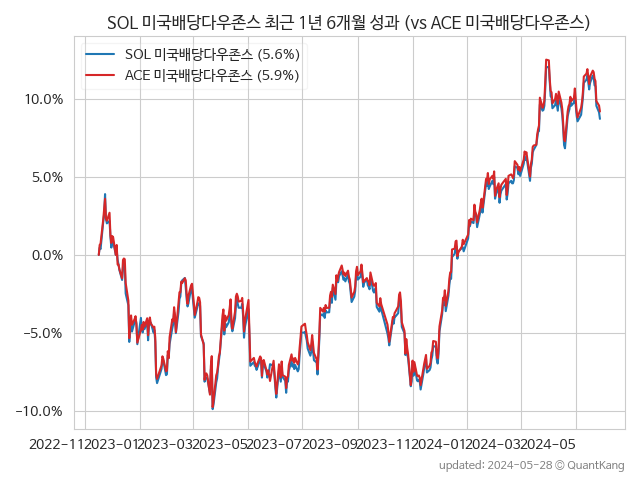 SOL 미국배당다우존스 최근 1년 6개월 성과 (vs ACE 미국배당다우존스)
SOL 미국배당다우존스 (5.6%)
ACE 미국배당다우존스 (5.9%)
10.0%
5.0%
0.0%
−5.0%
−10.0%
2022-11 2023-01 2023-03 2023-05 2023-07 2023-09 2023-11 2024-01 2024-03 2024-05
updated: 2024-05-28 © QuantKang